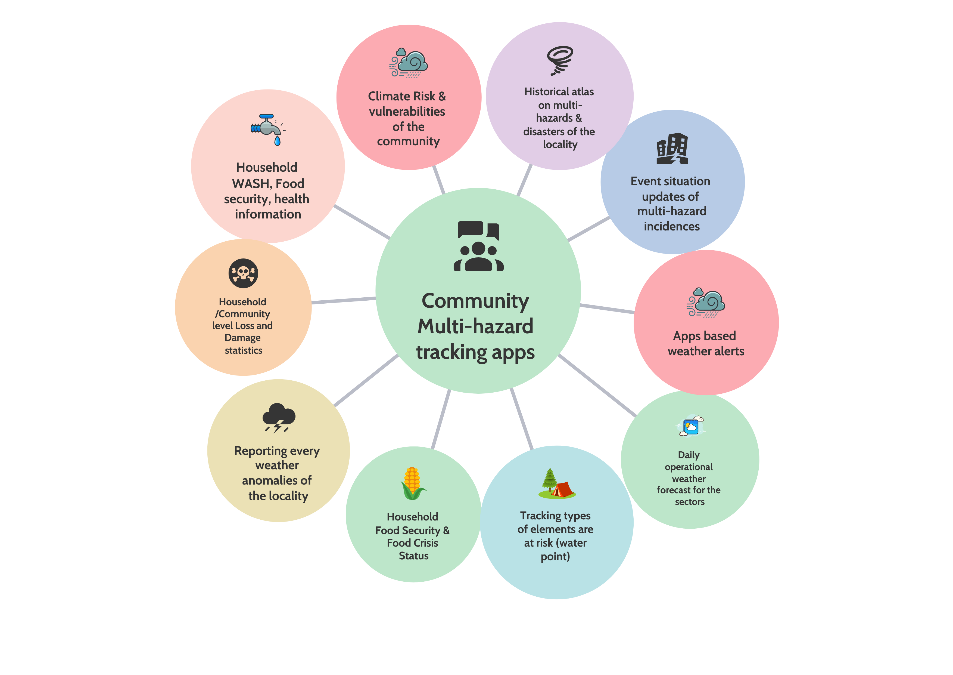 Climate Risk &
vulnerabilities
of the
community
Historical atlas
on multi-
hazards &
disasters of the
locality
Event situation
updates of
multi-hazard
incidences
Apps based
weather alerts
Daily
operational
weather
forecast for the
sectors
Tracking types
of elements are
at risk (water
point)
Household
Food Security &
Food Crisis
Status
Reporting every
weather
anomalies of
the locality
Household
/Community
level Loss and
Damage
statistics
Household
WASH, Food
security, health
information
Community
Multi-hazard
tracking apps